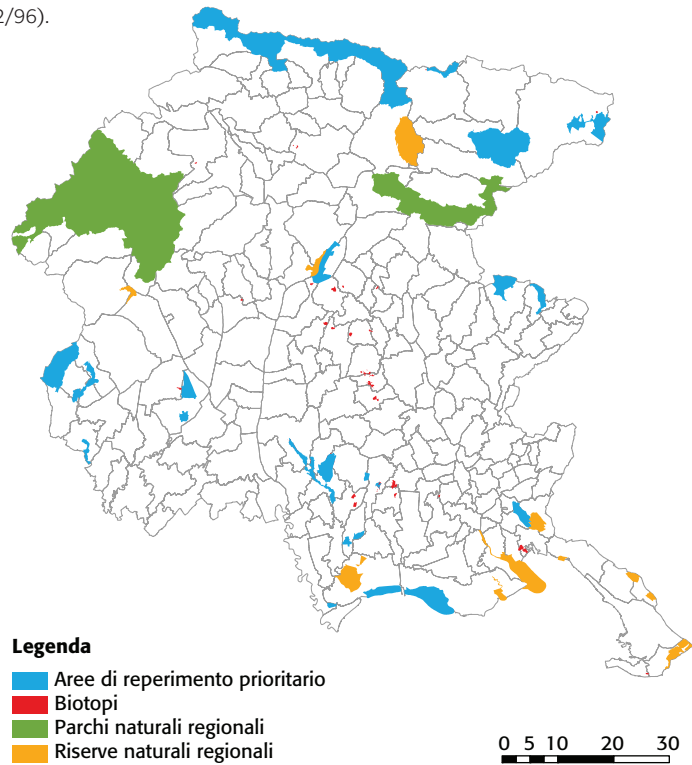 2/96).
Legenda
Aree di reperimento prioritario
Biotopi
Parchi naturali regionali
Riserve naturali regionali
0 5 10 20 30